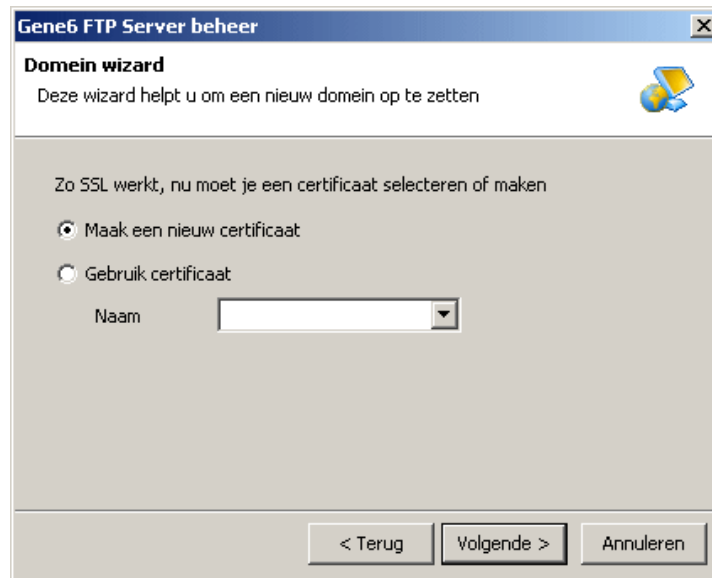 Gene6 FTP Server beheer
Domein wizard
Deze wizard helpt u om een nieuw domein op te zetten
Zo SSL werkt, nu moet je een certificaat selecteren of maken
Maak een nieuw certificaat
Gebruik certificaat
Naam
< Terug
Volgende >
Annuleren